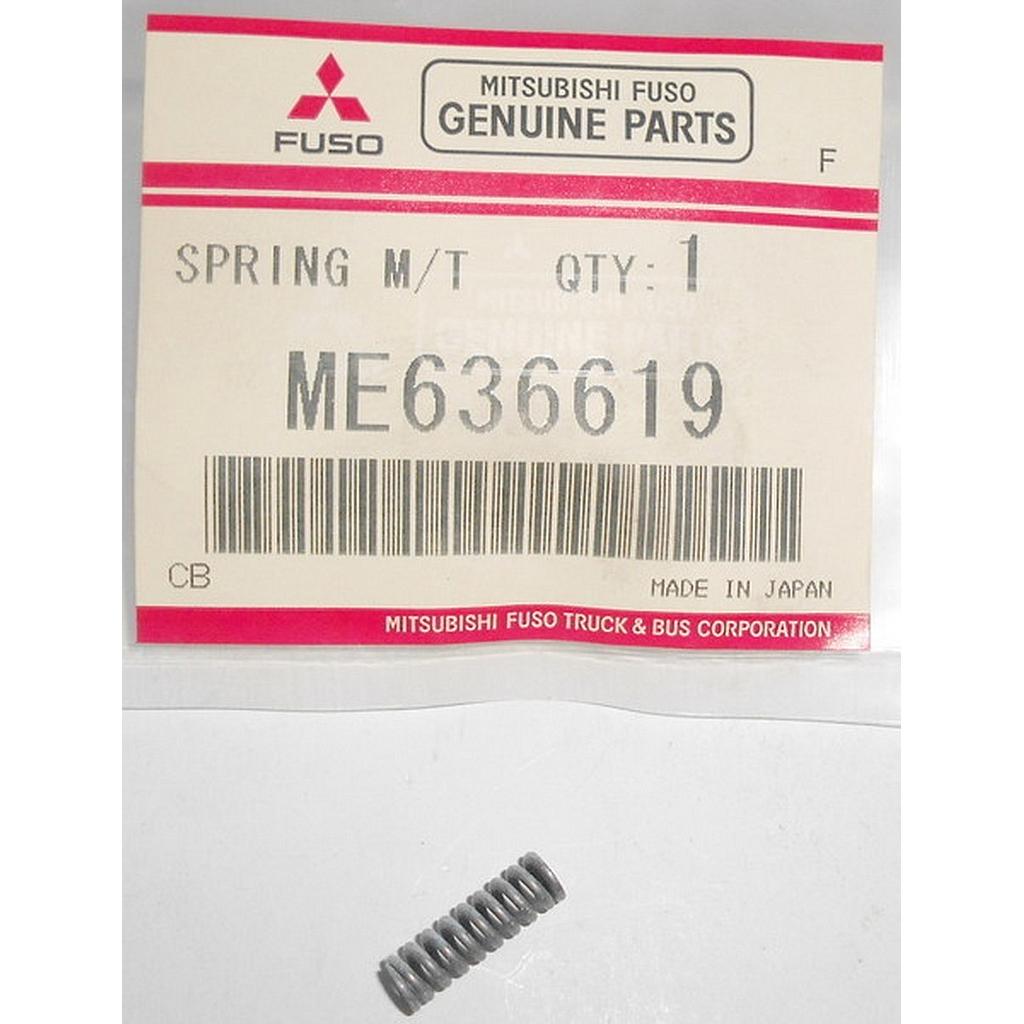 FUSO
MITSUBISHI FUSO
GENUINE PARTS
F
SPRING M/T QTY: 1
ME636619
CB
MADE IN JAPAN
MITSUBISHI FUSO TRUCK & BUS CORPORATION